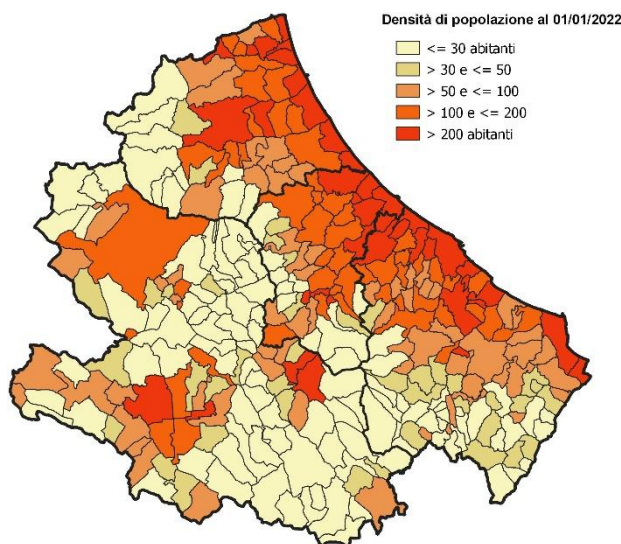 Densità di popolazione al 01/01/2022
<= 30 abitanti
> 30 e <= 50
> 50 e <= 100
> 100 e <= 200
> 200 abitanti